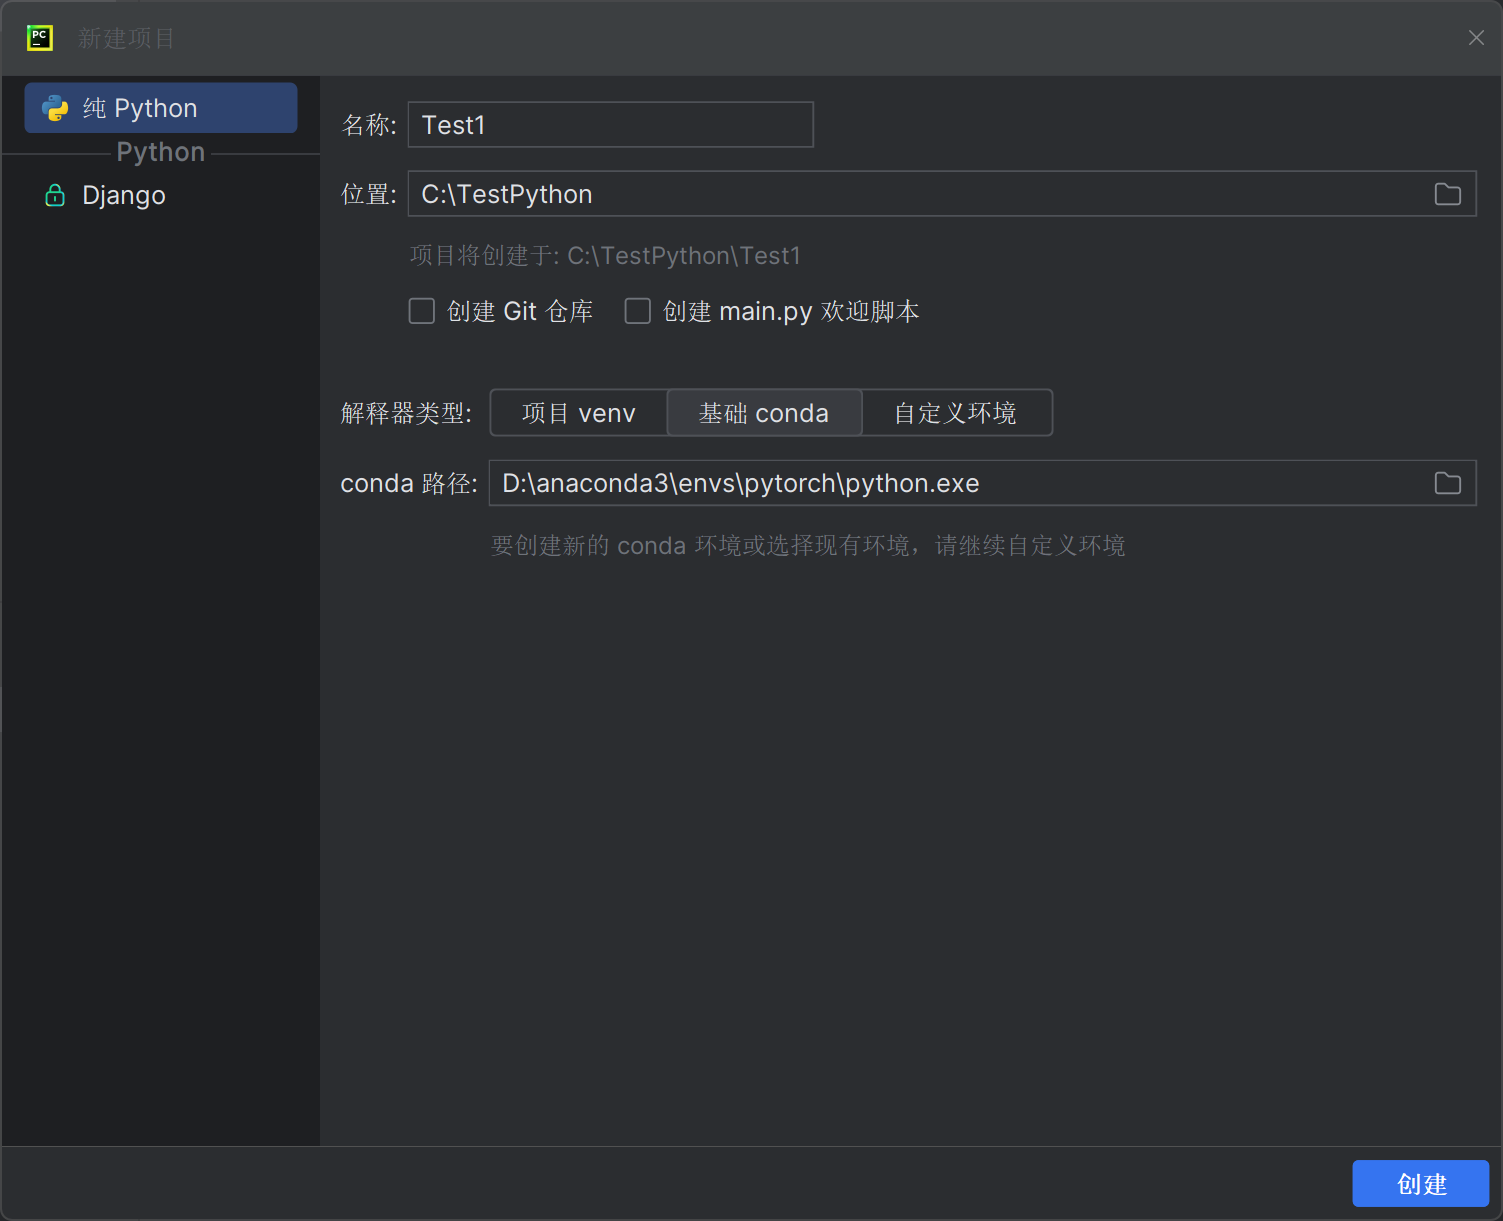 PC 新建项目
纯 Python
Python
Django
名称: Test1
位置: C:\TestPython
项目将创建于: C:\TestPython\Test1
创建 Git 仓库 创建 main.py 欢迎脚本
解释器类型: 项目 venv 基础 conda 自定义环境
conda 路径: D:\anaconda3\envs\pytorch\python.exe
要创建新的 conda 环境或选择现有环境，请继续自定义环境
创建